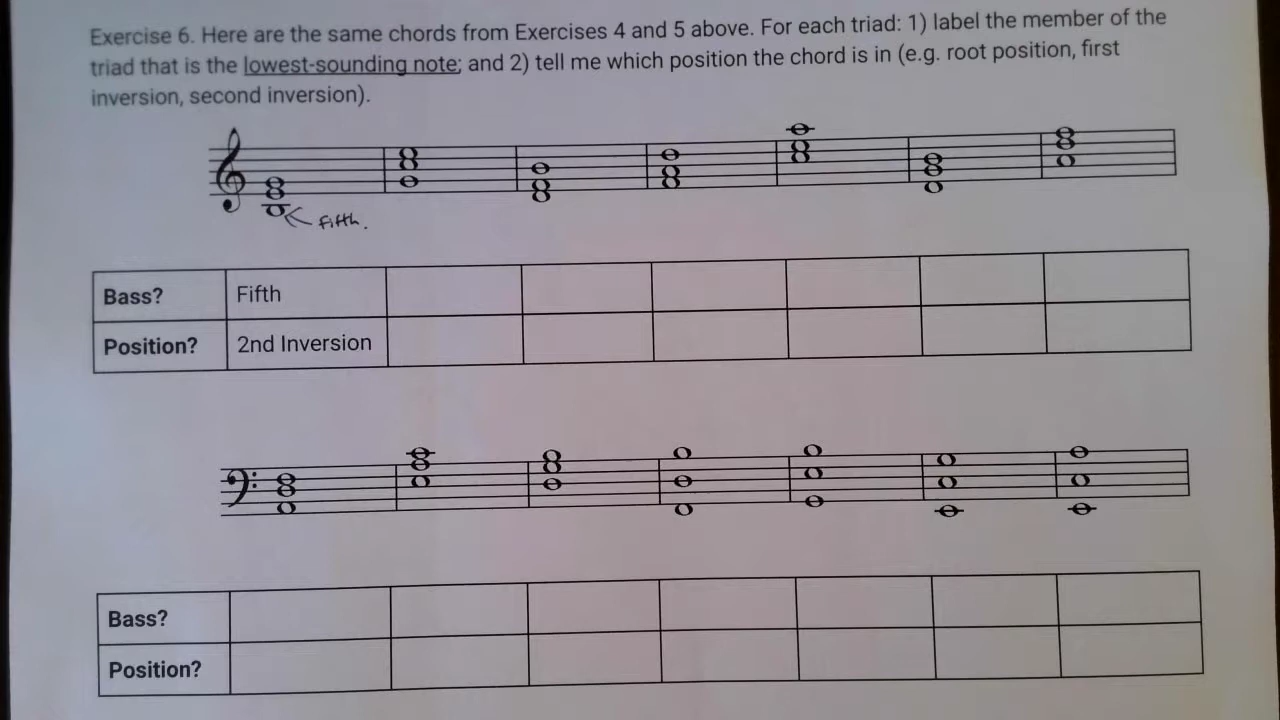 Exercise 6. Here are the same chords from Exercises 4 and 5 above. For each triad: 1) label the member of the
triad that is the lowest-sounding note; and 2) tell me which position the chord is in (e.g. root position, first
inversion, second inversion).
Fifth.
Bass? Fifth
Position? 2nd Inversion
Bass?
Position?